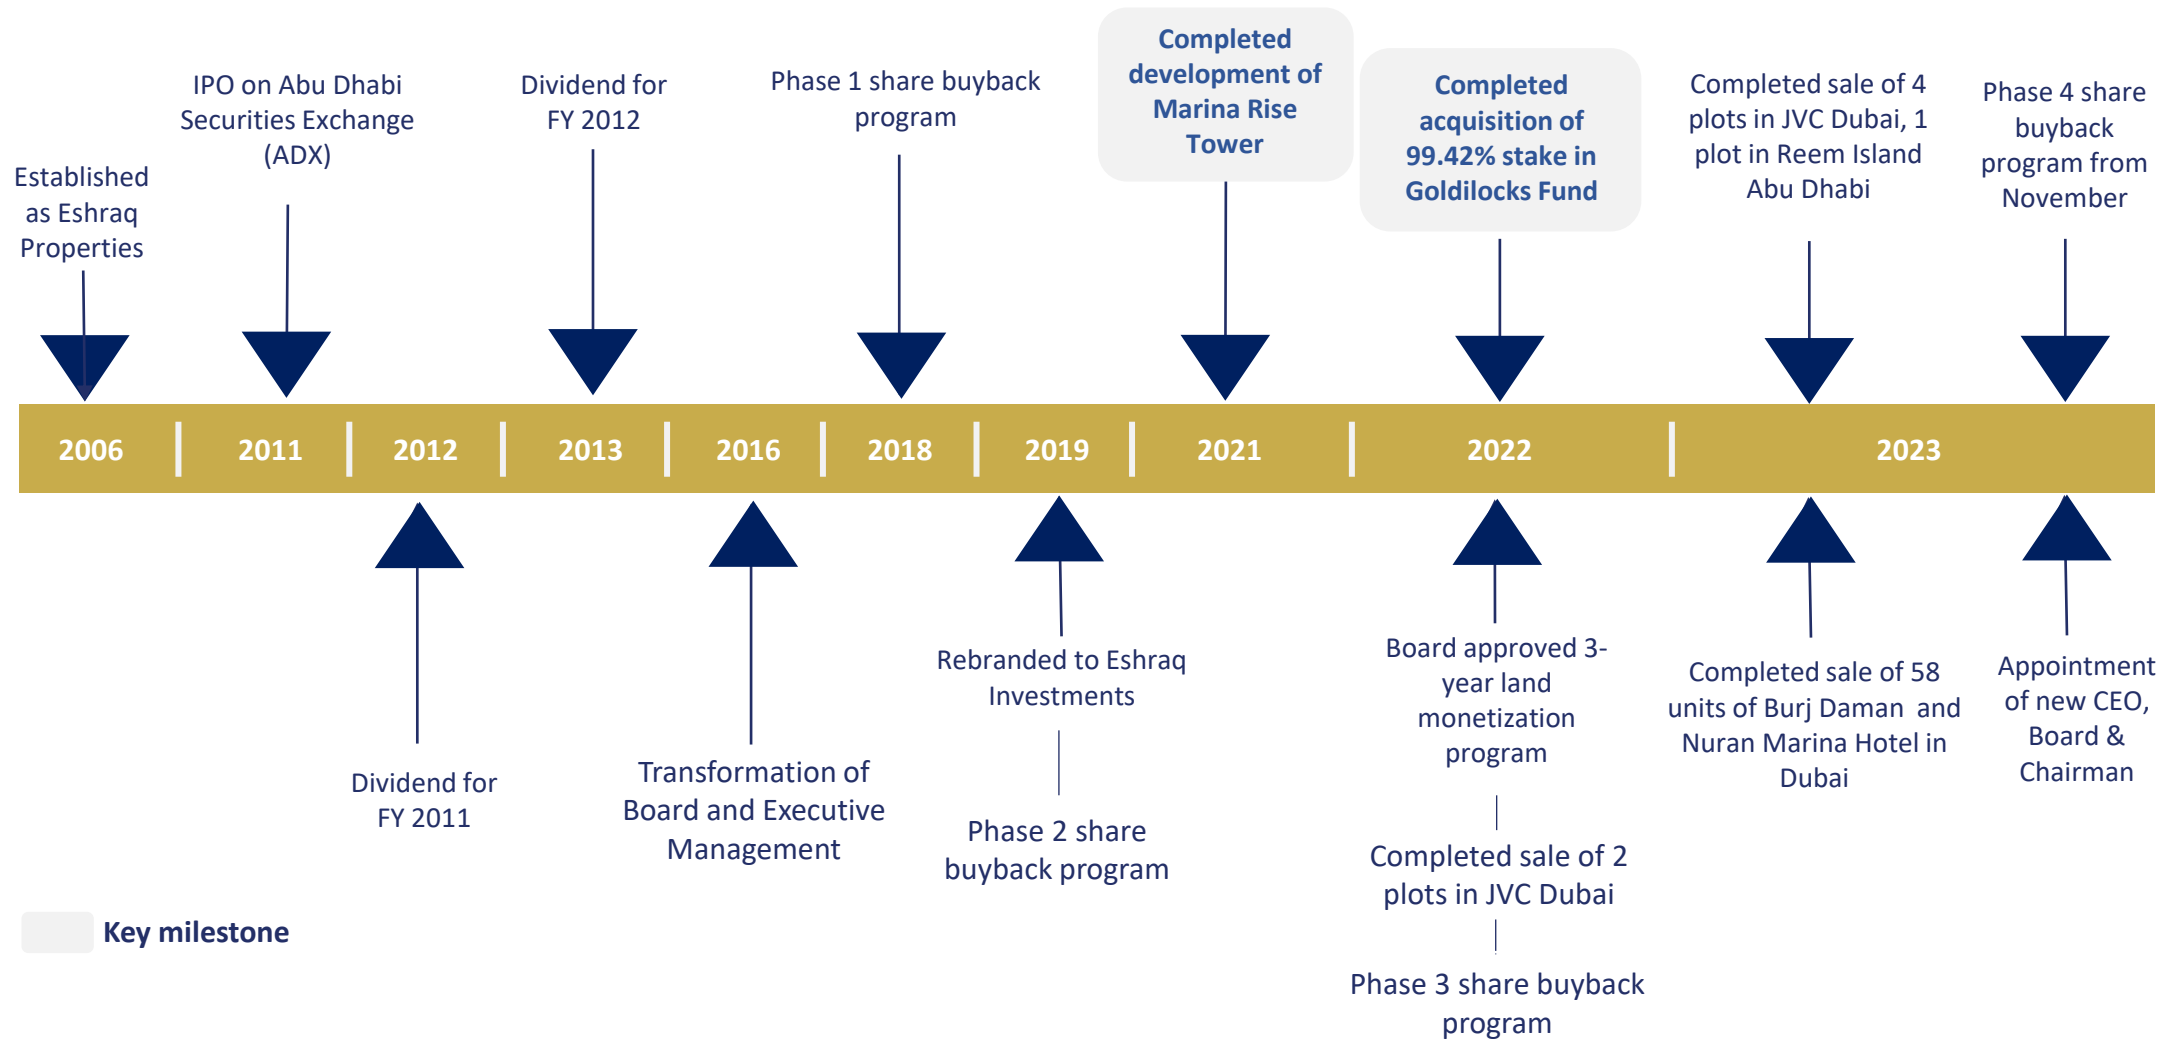 Established
as Eshraq
Properties
IPO on Abu Dhabi
Securities Exchange
(ADX)
Dividend for
FY 2012
Phase 1 share buyback
program
Completed
development of
Marina Rise
Tower
Completed
acquisition of
99.42% stake in
Goldilocks Fund
Completed sale of 4
plots in JVC Dubai, 1
plot in Reem Island
Abu Dhabi
Phase 4 share
buyback
program from
November
2006
2011
2012
2013
2016
2018
2019
2021
2022
2023
Dividend for
FY 2011
Transformation of
Board and Executive
Management
Rebranded to Eshraq
Investments
Phase 2 share
buyback program
Board approved 3-
year land
monetization
program
Completed sale of 2
plots in JVC Dubai
Phase 3 share buyback
program
Completed sale of 58
units of Burj Daman and
Nuran Marina Hotel in
Dubai
Appointment
of new CEO,
Board &
Chairman
Key milestone